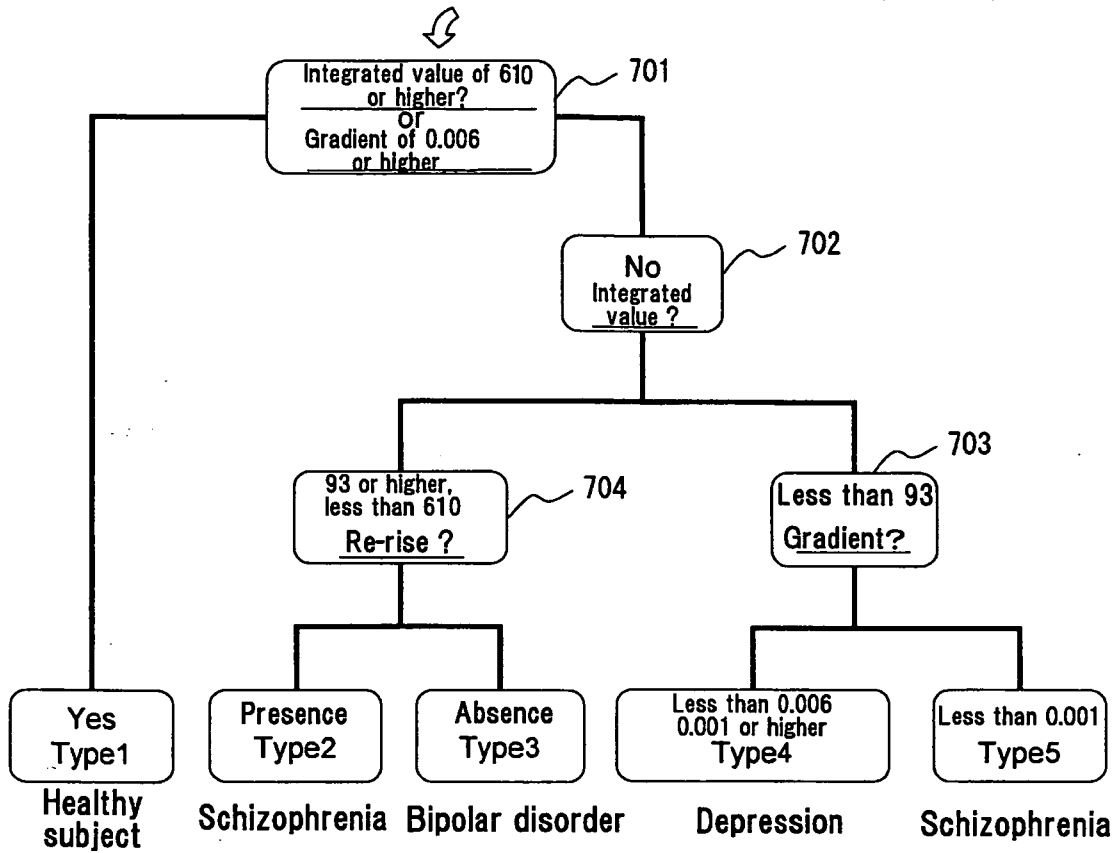 Integrated value of 610
or higher?
or
Gradient of 0.006
or higher
701
No
Integrated
value ?
702
93 or higher,
less than 610
Re-rise ?
704
Less than 93
Gradient?
703
Yes
Type1
Presence
Type2
Absence
Type3
Less than 0.006
0.001 or higher
Type4
Less than 0.001
Type5
Healthy
subject
Schizophrenia
Bipolar disorder
Depression
Schizophrenia